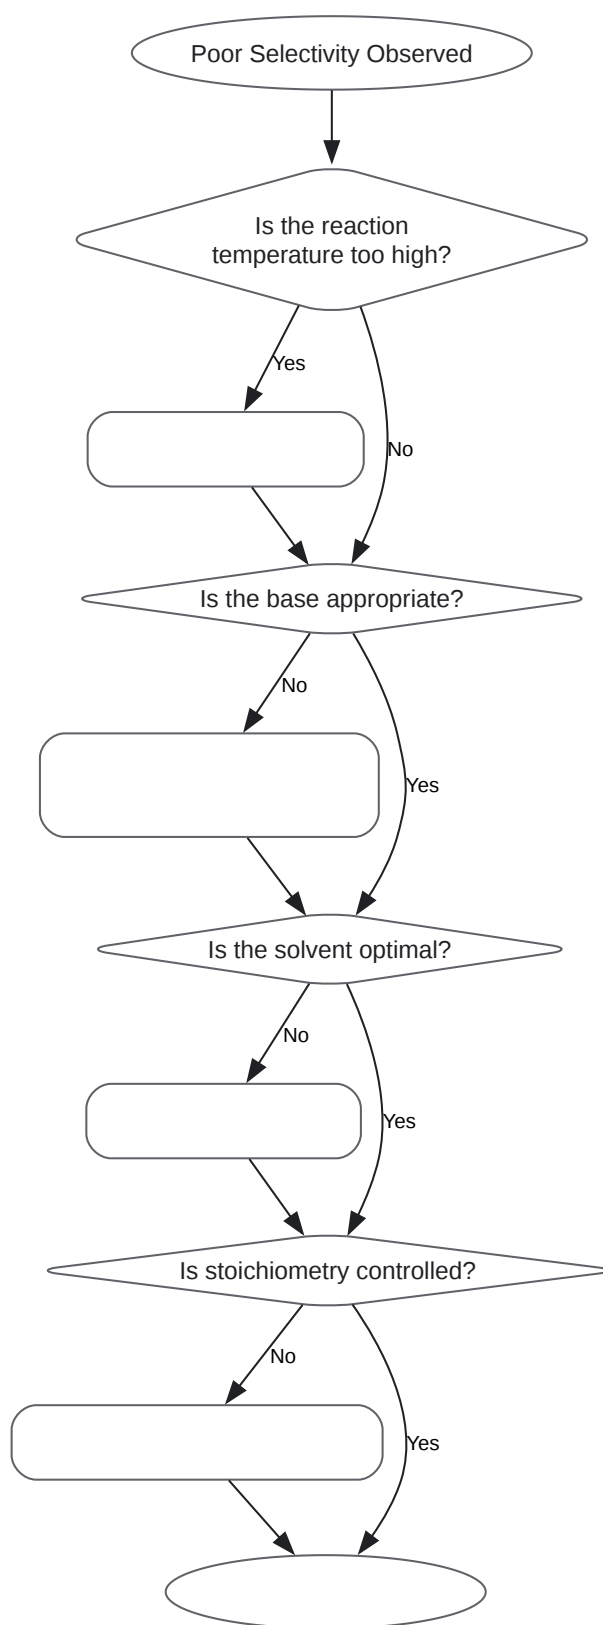 Poor Selectivity Observed
Is the reaction
temperature too high?
Yes
No
Is the base appropriate?
No
Yes
Is the solvent optimal?
No
Yes
Is stoichiometry controlled?
No
Yes